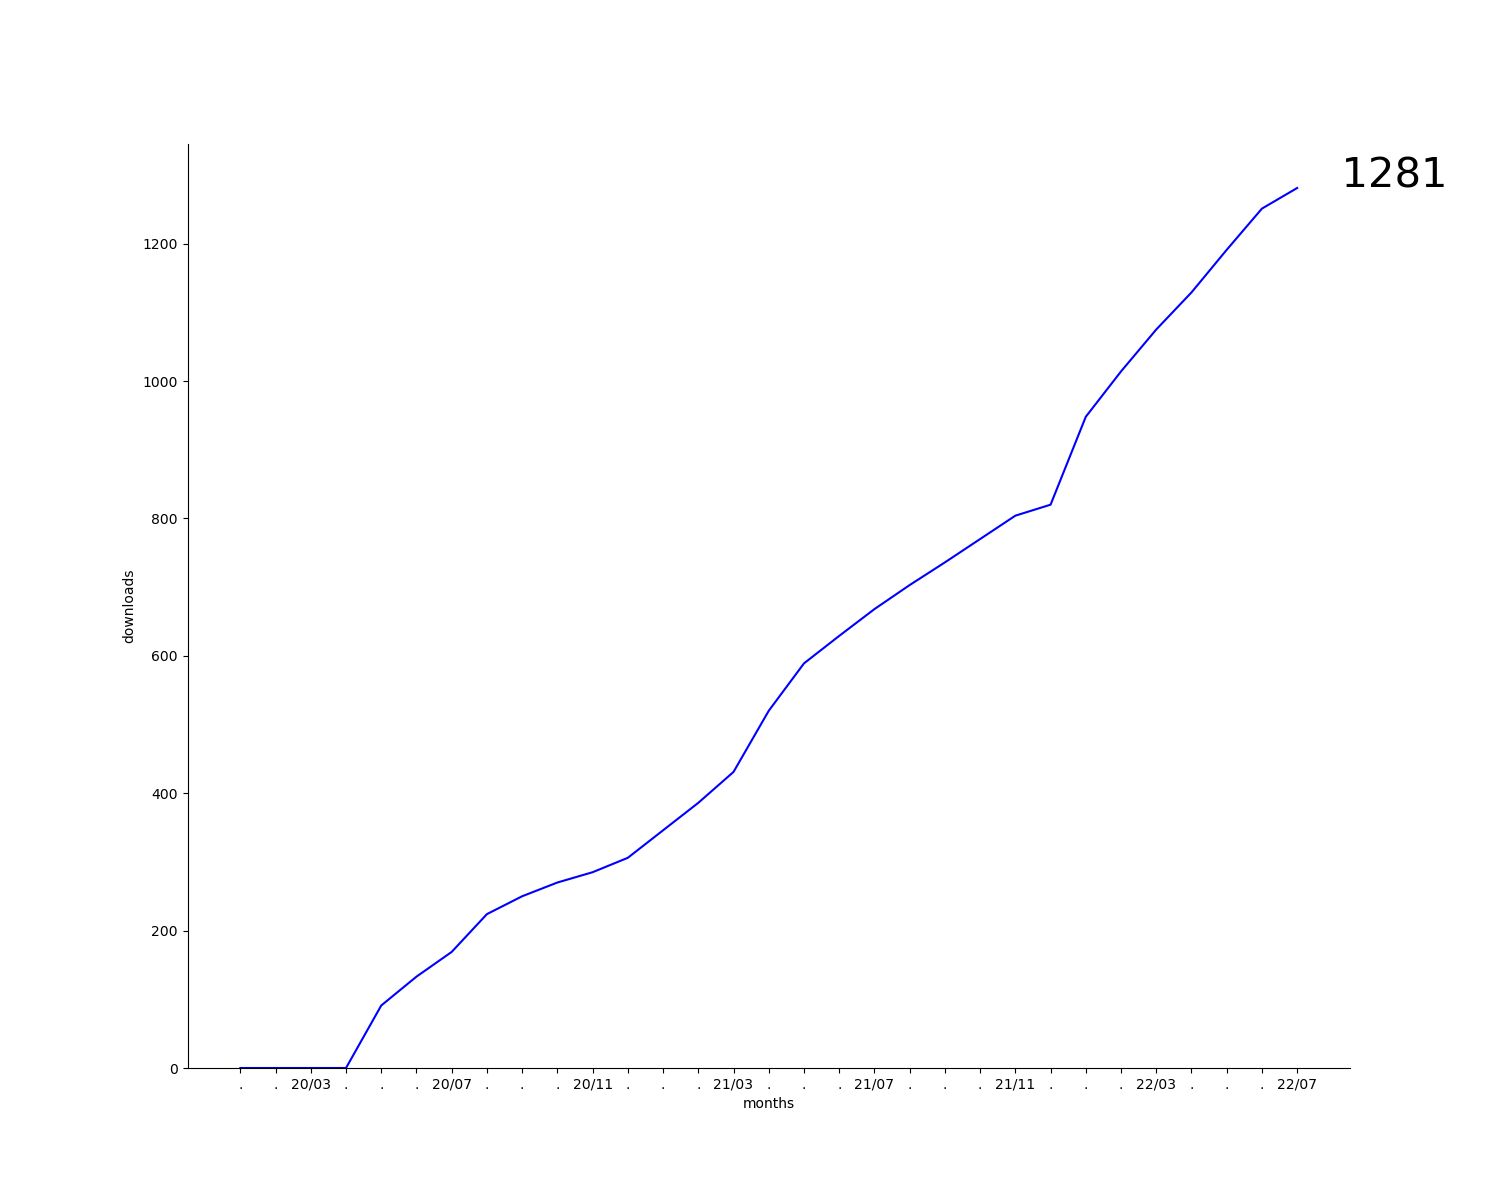 1281
1200
1000
800
600
400
200
0
downloads
. . 20/03 . . . 20/07 . . . 20/11 . . . 21/03 . . . 21/07 . . . 21/11 . . . 22/03 . . . 22/07
months